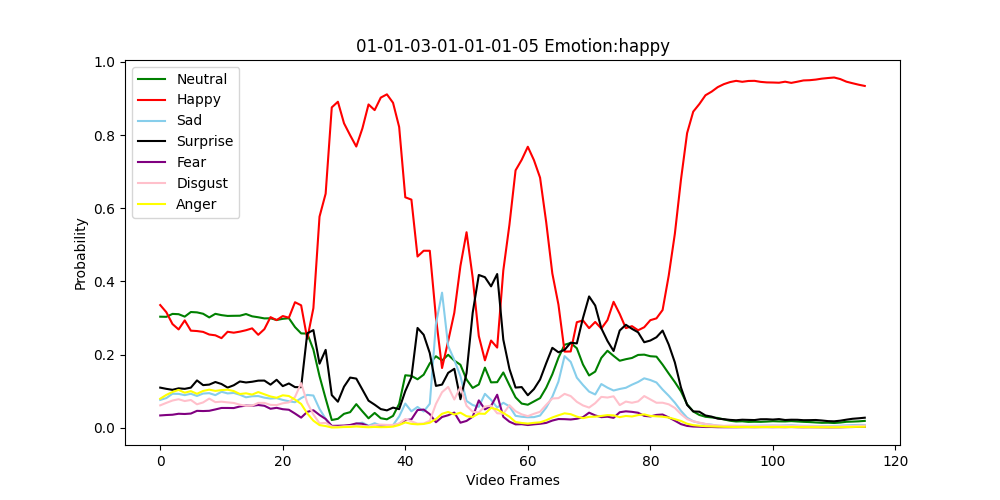 01-01-03-01-01-01-05 Emotion:happy
Probability
1.0
0.8
0.6
0.4
0.2
0.0
Neutral
Happy
Sad
Surprise
Fear
Disgust
Anger
0 20 40 60 80 100 120
Video Frames